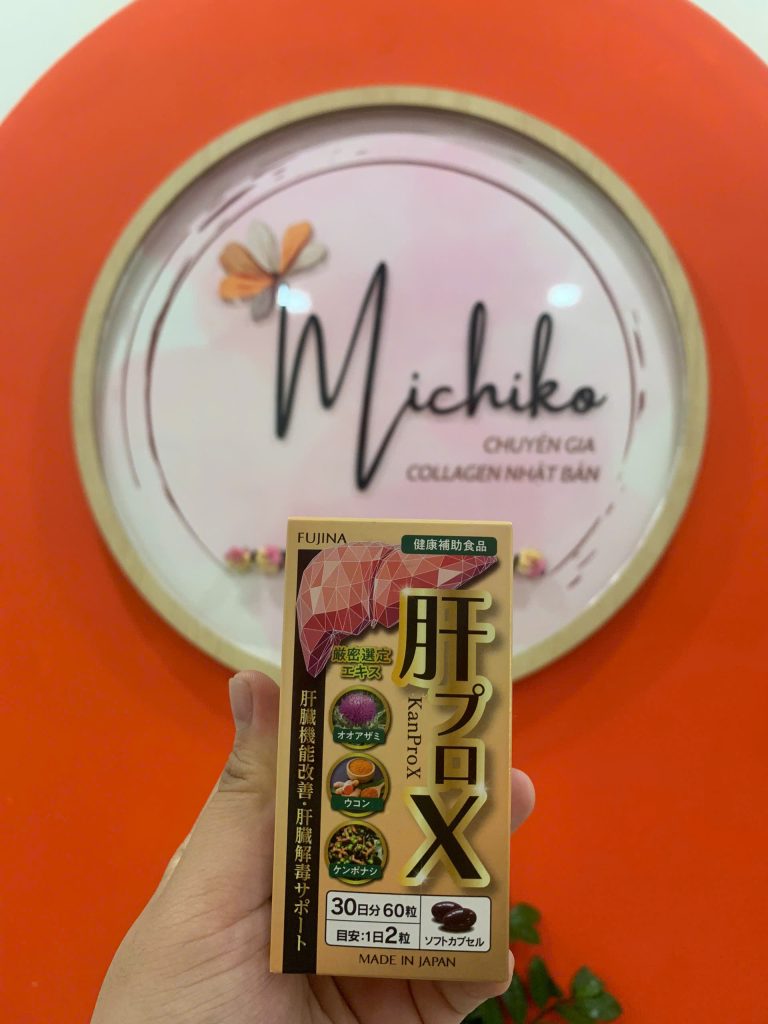 Michiko
CHUYÊN GIA
COLLAGEN NHẬT BẢN
FUJINA
健康補助食品
肝プロX
KanProX
厳密選定
エキス
オオアザミ
ウコン
ケンポナシ
肝臓機能改善・肝臓解毒サポート
30日分 60粒
目安:1日2粒
ソフトカプセル
MADE IN JAPAN